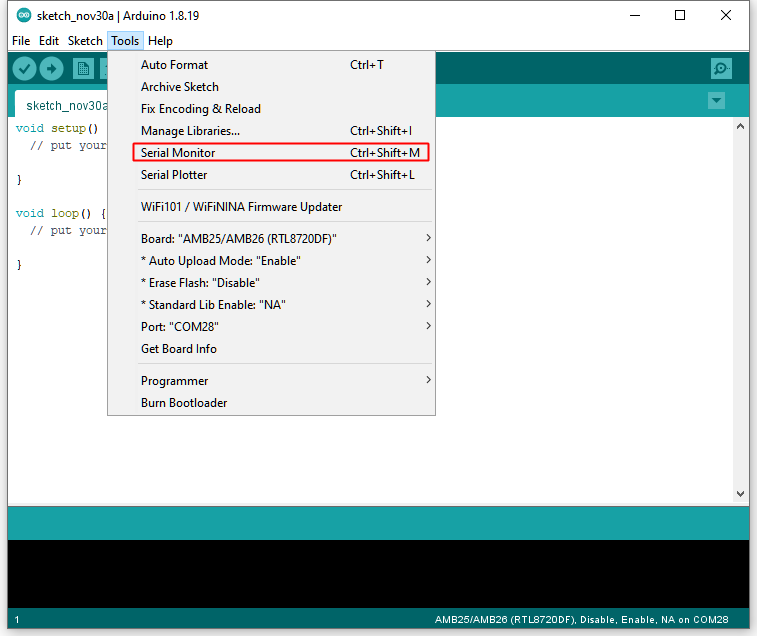 sketch_nov30a | Arduino 1.8.19
File Edit Sketch Tools Help
sketch_nov30a
void setup()
// put your
}
void loop() {
// put your
}
Auto Format Ctrl+T
Archive Sketch
Fix Encoding & Reload
Manage Libraries... Ctrl+Shift+I
Serial Monitor Ctrl+Shift+M
Serial Plotter Ctrl+Shift+L
WiFi101 / WiFiNINA Firmware Updater
Board: "AMB25/AMB26 (RTL8720DF)"
* Auto Upload Mode: "Enable"
* Erase Flash: "Disable"
* Standard Lib Enable: "NA"
Port: "COM28"
Get Board Info
Programmer
Burn Bootloader
1 AMB25/AMB26 (RTL8720DF), Disable, Enable, NA on COM28